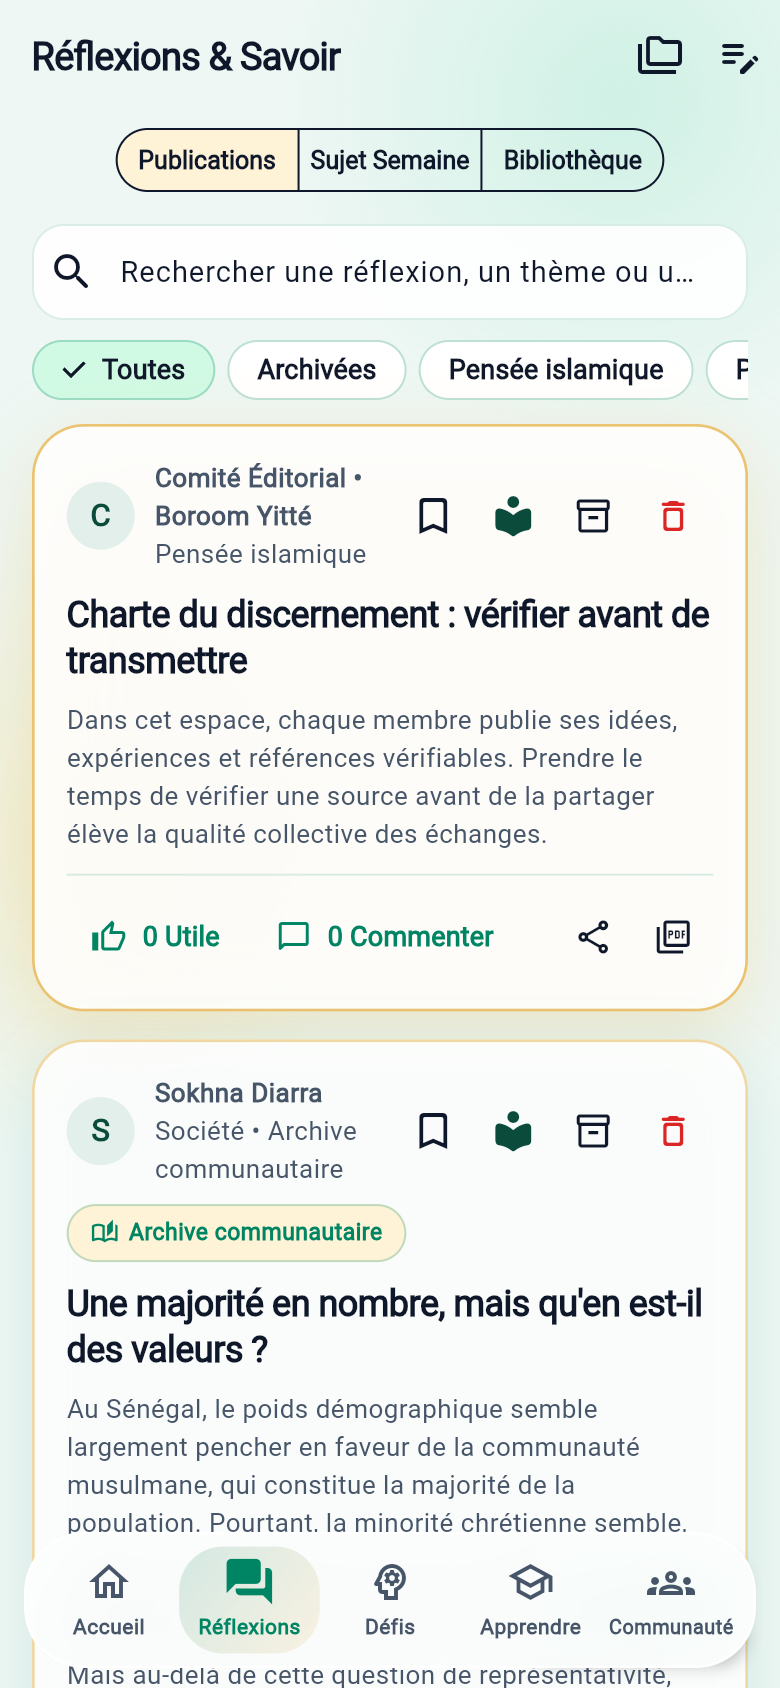 Réflexions & Savoir
Publications
Sujet Semaine
Bibliothèque
Rechercher une réflexion, un thème ou u...
Toutes
Archivées
Pensée islamique
P
Comité Éditorial •
Boroom Yitté
Pensée islamique
C
Charte du discernement : vérifier avant de
transmettre
Dans cet espace, chaque membre publie ses idées,
expériences et références vérifiables. Prendre le
temps de vérifier une source avant de la partager
élève la qualité collective des échanges.
0 Utile
0 Commenter
PDF
S
Sokhna Diarra
Société • Archive
communautaire
Archive communautaire
Une majorité en nombre, mais qu'en est-il
des valeurs ?
Au Sénégal, le poids démographique semble
largement pencher en faveur de la communauté
musulmane, qui constitue la majorité de la
population. Pourtant, la minorité chrétienne semble,
Accueil
Réflexions
Défis
Apprendre
Communauté
Mais au-delà de cette question de représentativité,